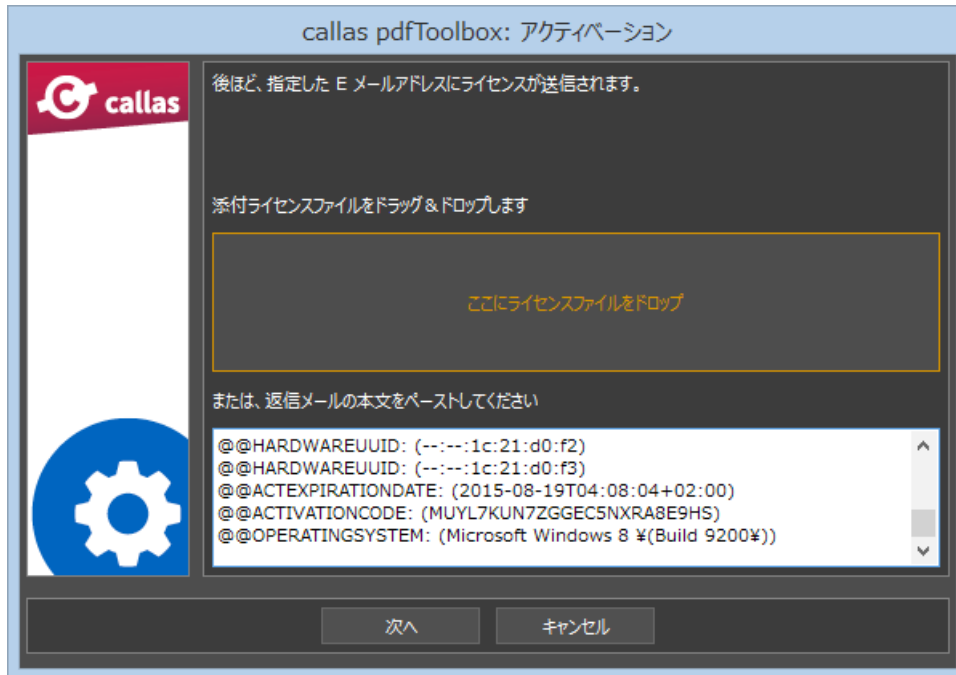 callas pdfToolbox: アクティベーション
callas
後ほど、指定した E メールアドレスにライセンスが送信されます。
添付ライセンスファイルをドラッグ＆ドロップします
ここにライセンスファイルをドロップ
または、返信メールの本文をペーストしてください
@@HARDWAREUUID: (--:--:1c:21:d0:f2)
@@HARDWAREUUID: (--:--:1c:21:d0:f3)
@@ACTEXPIRATIONDATE: (2015-08-19T04:08:04+02:00)
@@ACTIVATIONCODE: (MUYL7KUN7ZGGEC5NXRA8E9HS)
@@OPERATINGSYSTEM: (Microsoft Windows 8 ¥(Build 9200¥))
次へ
キャンセル